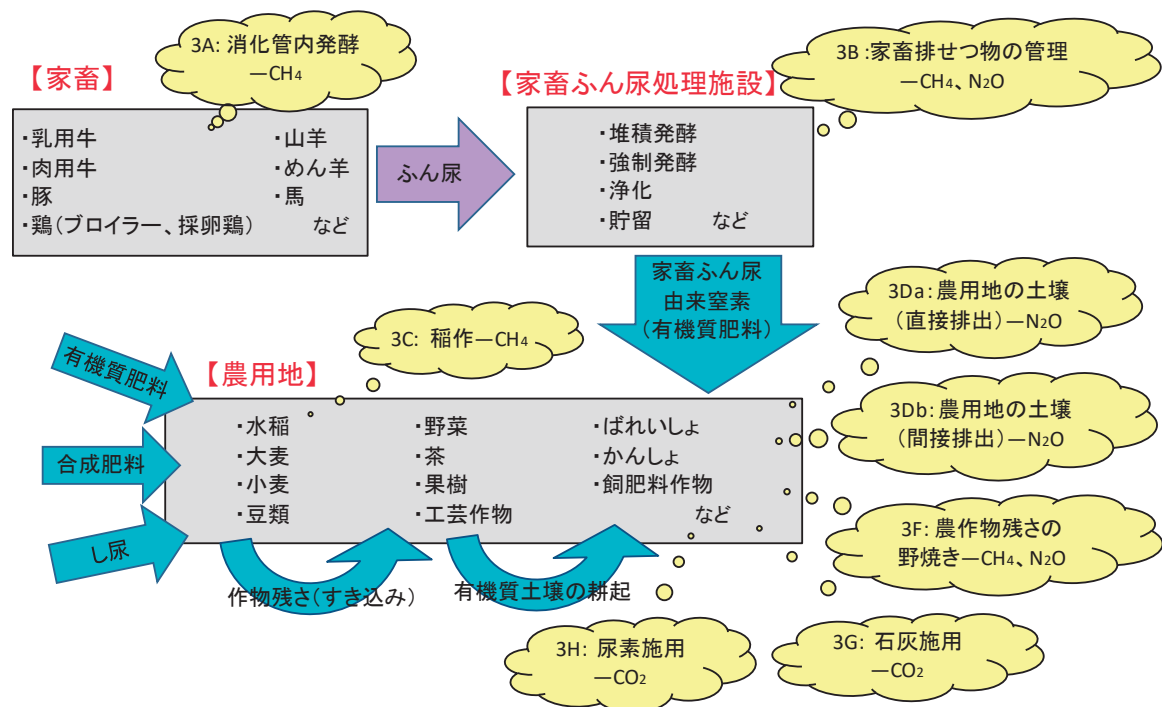 3A: 消化管内発酵
―CH4
3B: 家畜排せつ物の管理
―CH4、N2O
【家畜】
【家畜ふん尿処理施設】
・乳用牛
・肉用牛
・豚
・鶏(ブロイラー、採卵鶏)
・山羊
・めん羊
・馬
など
ふん尿
・堆積発酵
・強制発酵
・浄化
・貯留
など
家畜ふん尿
由来窒素
(有機質肥料)
3Da: 農用地の土壌
(直接排出)―N2O
3C: 稲作―CH4
有機質肥料
【農用地】
3Db: 農用地の土壌
(間接排出)―N2O
合成肥料
・水稲
・大麦
・小麦
・豆類
・野菜
・茶
・果樹
・工芸作物
・ばれいしょ
・かんしょ
・飼肥料作物
など
し尿
3F: 農作物残さの
野焼き―CH4、N2O
作物残さ(すき込み)
有機質土壌の耕起
3H: 尿素施用
―CO2
3G: 石灰施用
―CO2